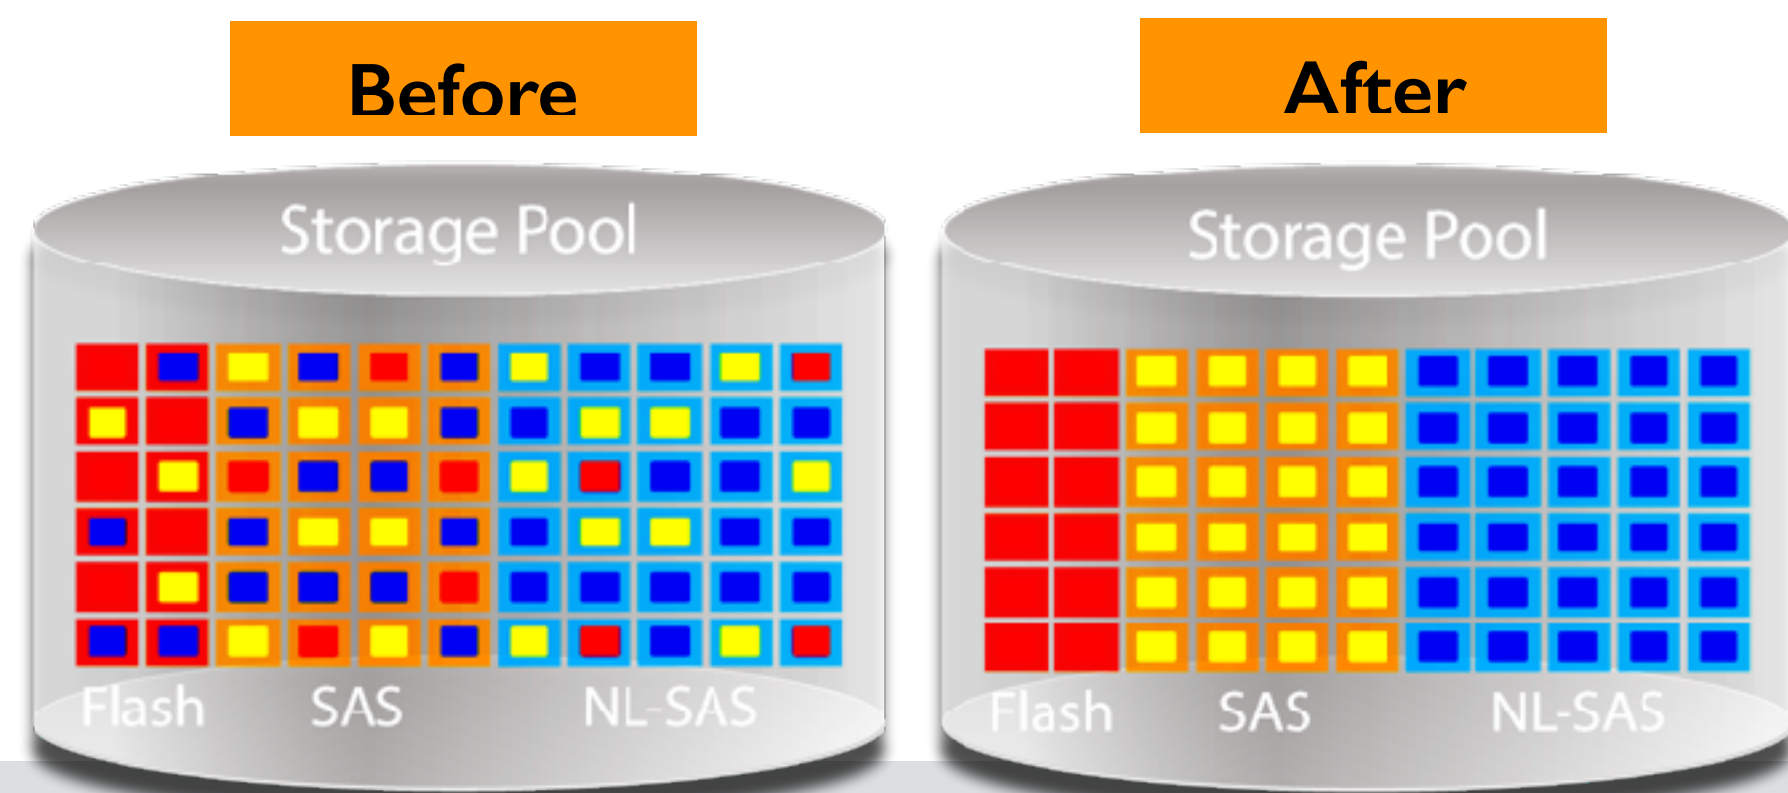 Before
After
Storage Pool
Storage Pool
Flash SAS NL-SAS
Flash SAS NL-SAS